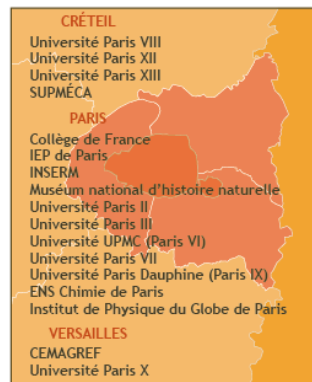 CRÉTEIL
Université Paris VIII
Université Paris XII
Université Paris XIII
SUPMÉCA
PARIS
Collège de France
IEP de Paris
INSERM
Muséum national d'histoire naturelle
Université Paris II
Université Paris III
Université UPMC (Paris VI)
Université Paris VII
Université Paris Dauphine (Paris IX)
ENS Chimie de Paris
Institut de Physique du Globe de Paris
VERSAILLES
CEMAGREF
Université Paris X